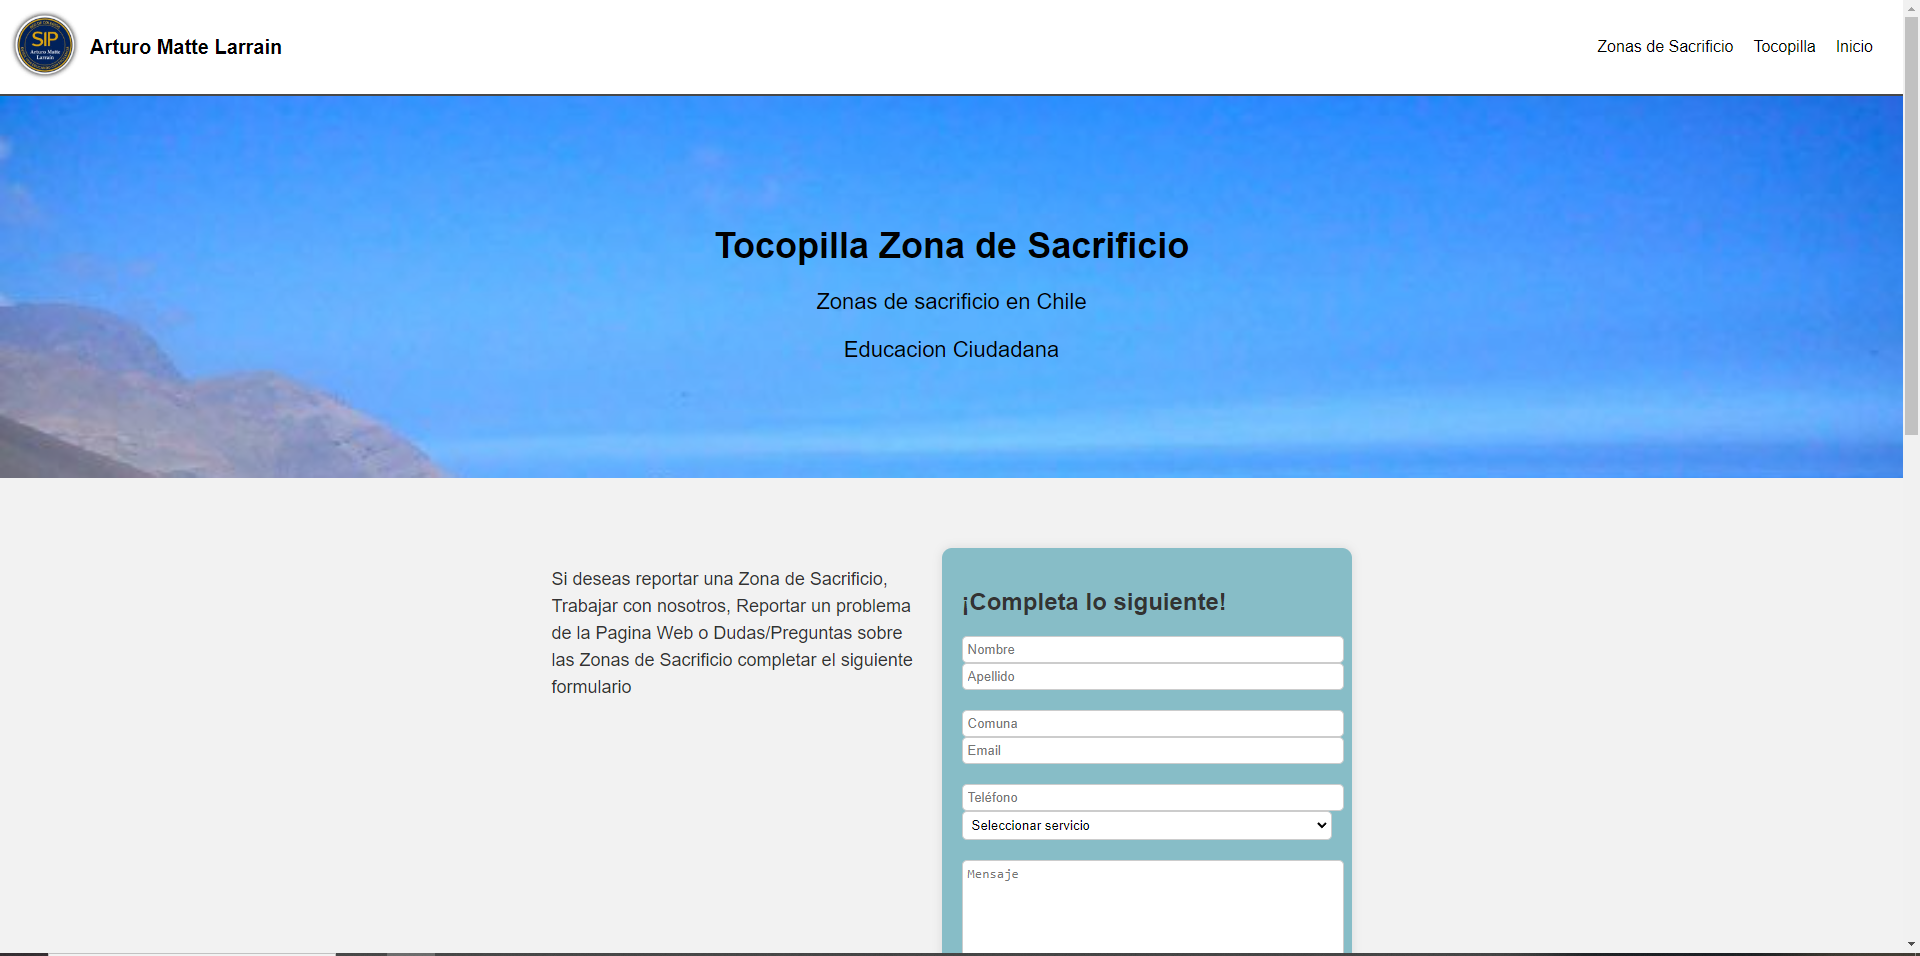 SIP
Arturo Matte
Larrain
Arturo Matte Larrain
Zonas de Sacrificio
Tocopilla
Inicio
Tocopilla Zona de Sacrificio
Zonas de sacrificio en Chile
Educacion Ciudadana
Si deseas reportar una Zona de Sacrificio,
Trabajar con nosotros, Reportar un problema
de la Pagina Web o Dudas/Preguntas sobre
las Zonas de Sacrificio completar el siguiente
formulario
¡Completa lo siguiente!
Nombre
Apellido
Comuna
Email
Teléfono
Seleccionar servicio
Mensaje